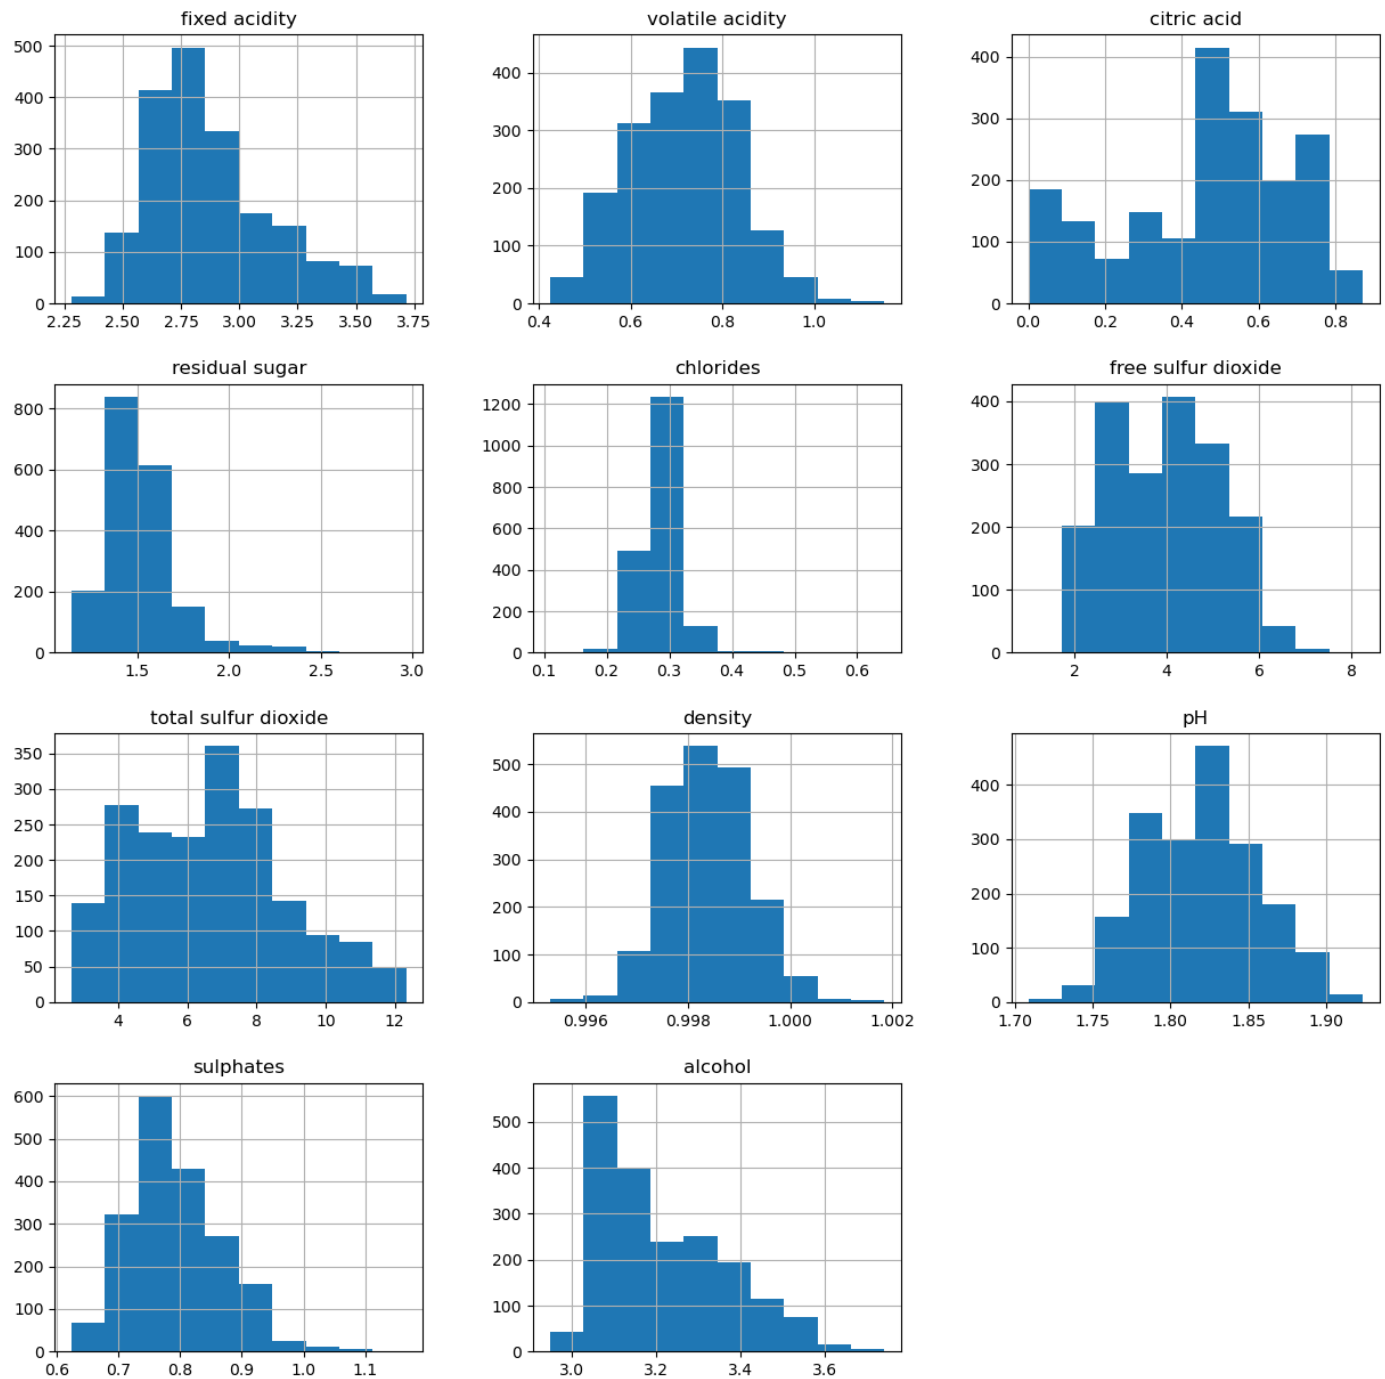 fixed acidity
500
400
300
200
100
0
2.25 2.50 2.75 3.00 3.25 3.50 3.75
volatile acidity
400
300
200
100
0
0.4 0.6 0.8 1.0
citric acid
400
300
200
100
0
0.0 0.2 0.4 0.6 0.8
residual sugar
800
600
400
200
0
1.5 2.0 2.5 3.0
chlorides
1200
1000
800
600
400
200
0
0.1 0.2 0.3 0.4 0.5 0.6
free sulfur dioxide
400
300
200
100
0
2 4 6 8
total sulfur dioxide
350
300
250
200
150
100
50
0
4 6 8 10 12
density
500
400
300
200
100
0
0.996 0.998 1.000 1.002
pH
400
300
200
100
0
1.70 1.75 1.80 1.85 1.90
sulphates
600
500
400
300
200
100
0
0.6 0.7 0.8 0.9 1.0 1.1
alcohol
500
400
300
200
100
0
3.0 3.2 3.4 3.6